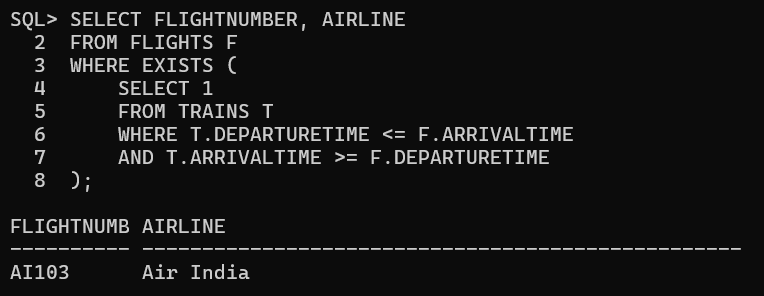 SQL> SELECT FLIGHTNUMBER, AIRLINE
  2  FROM FLIGHTS F
  3  WHERE EXISTS (
  4      SELECT 1
  5      FROM TRAINS T
  6      WHERE T.DEPARTURETIME <= F.ARRIVALTIME
  7      AND T.ARRIVALTIME >= F.DEPARTURETIME
  8  );
FLIGHTNUMB AIRLINE
---------- --------------------------------------------------
AI103      Air India